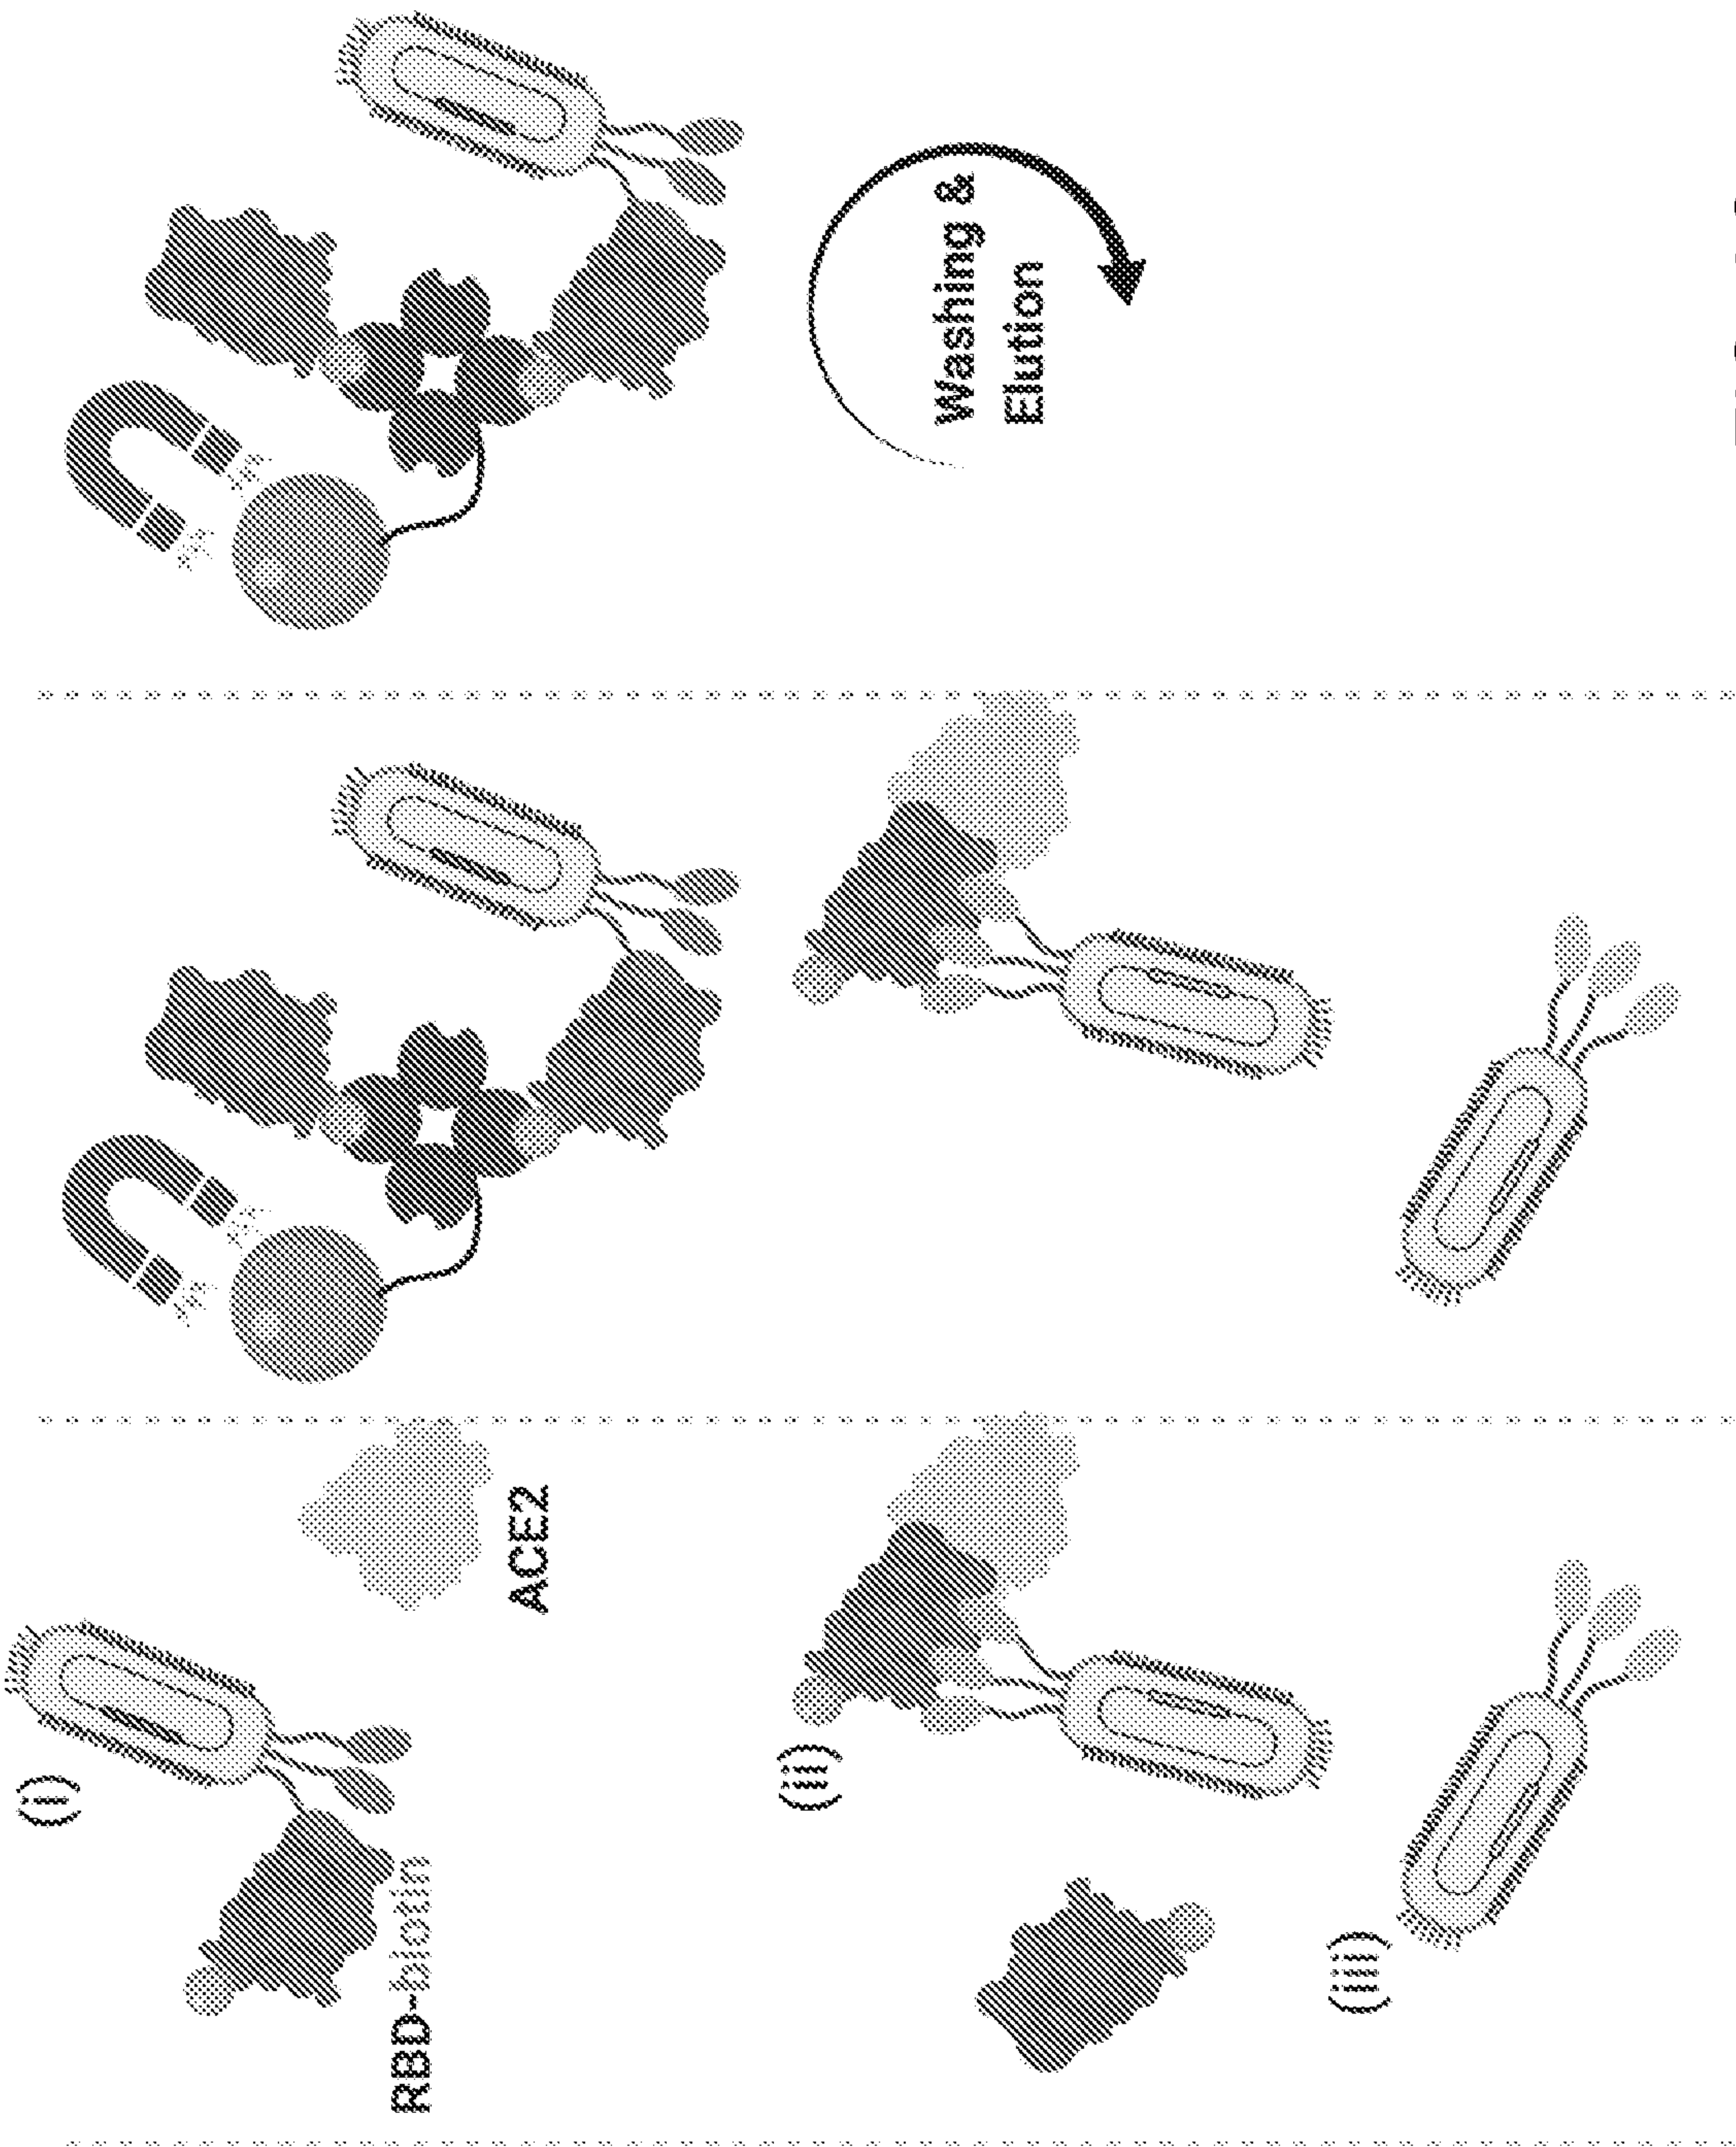 (i)
RBD-biotin
ACE2
(ii)
(iii)
Washing &
Elution